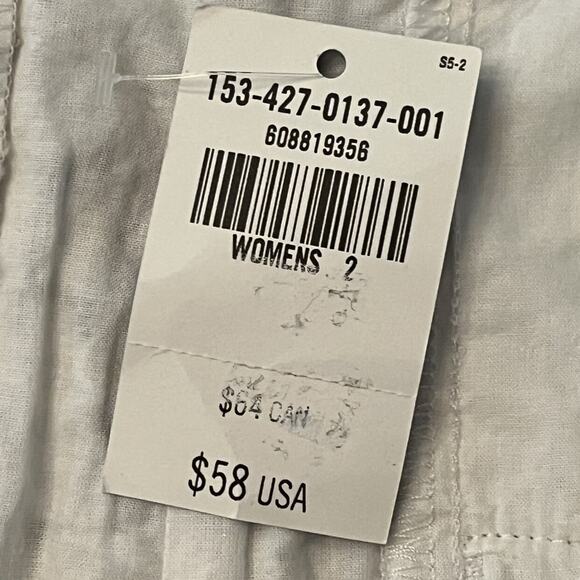 S5-2
153-427-0137-001
608819356
WOMENS 2
$64 CAN
$58 USA